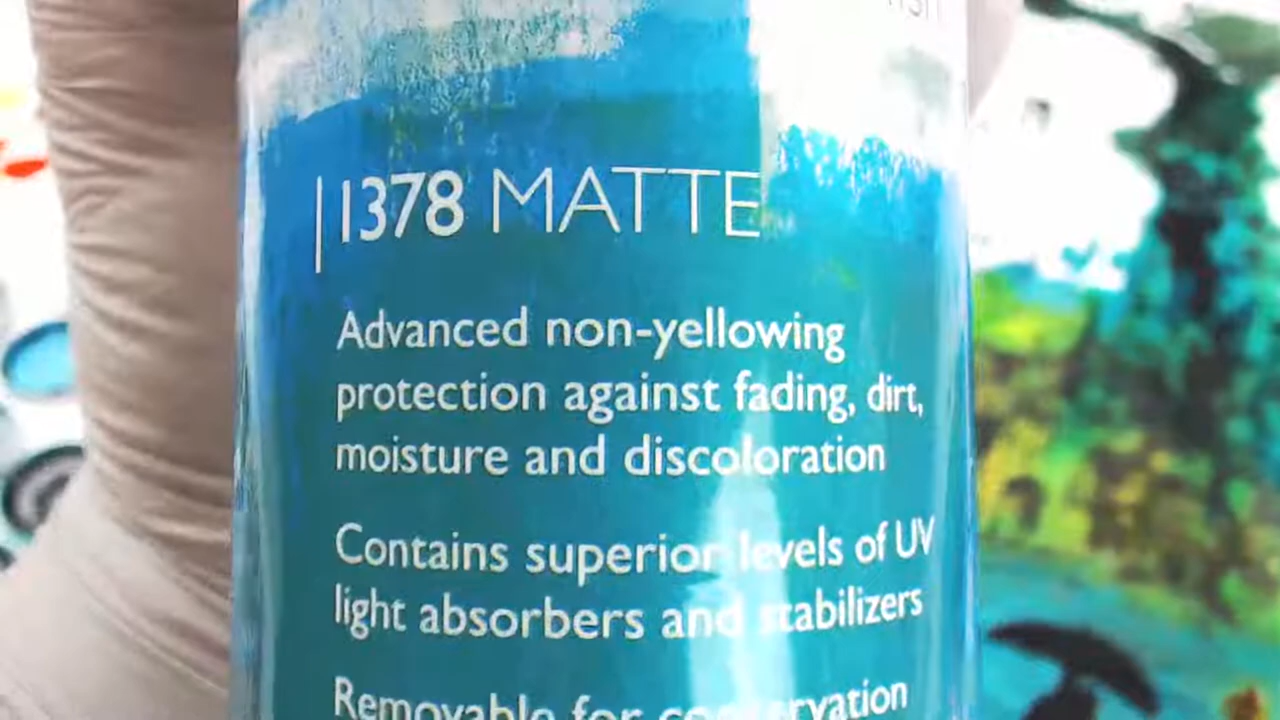 1378 MATTE
Advanced non-yellowing
protection against fading, dirt,
moisture and discoloration
Contains superior levels of UV
light absorbers and stabilizers
Removable for conservation